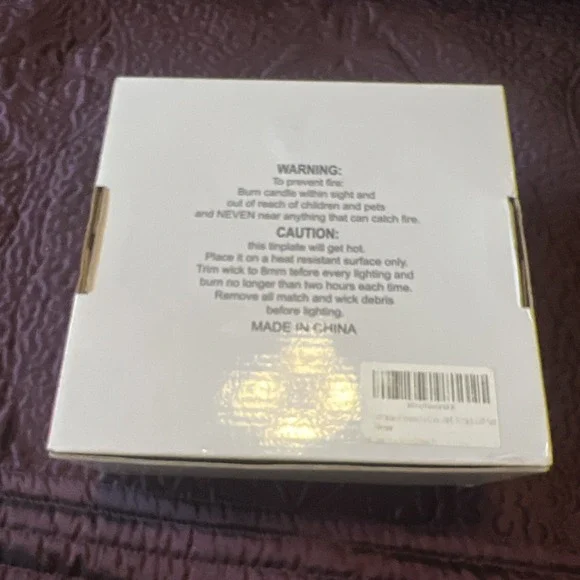 WARNING:
To prevent fire:
Burn candle within sight and
out of reach of children and pets
and NEVEN near anything that can catch fire.
CAUTION:
this tinplate will get hot.
Place it on a heat resistant surface only.
Trim wick to 8mm tefore every lighting and
burn no longer than two hours each time.
Remove all match and wick debris
before lighting.
MADE IN CHINA